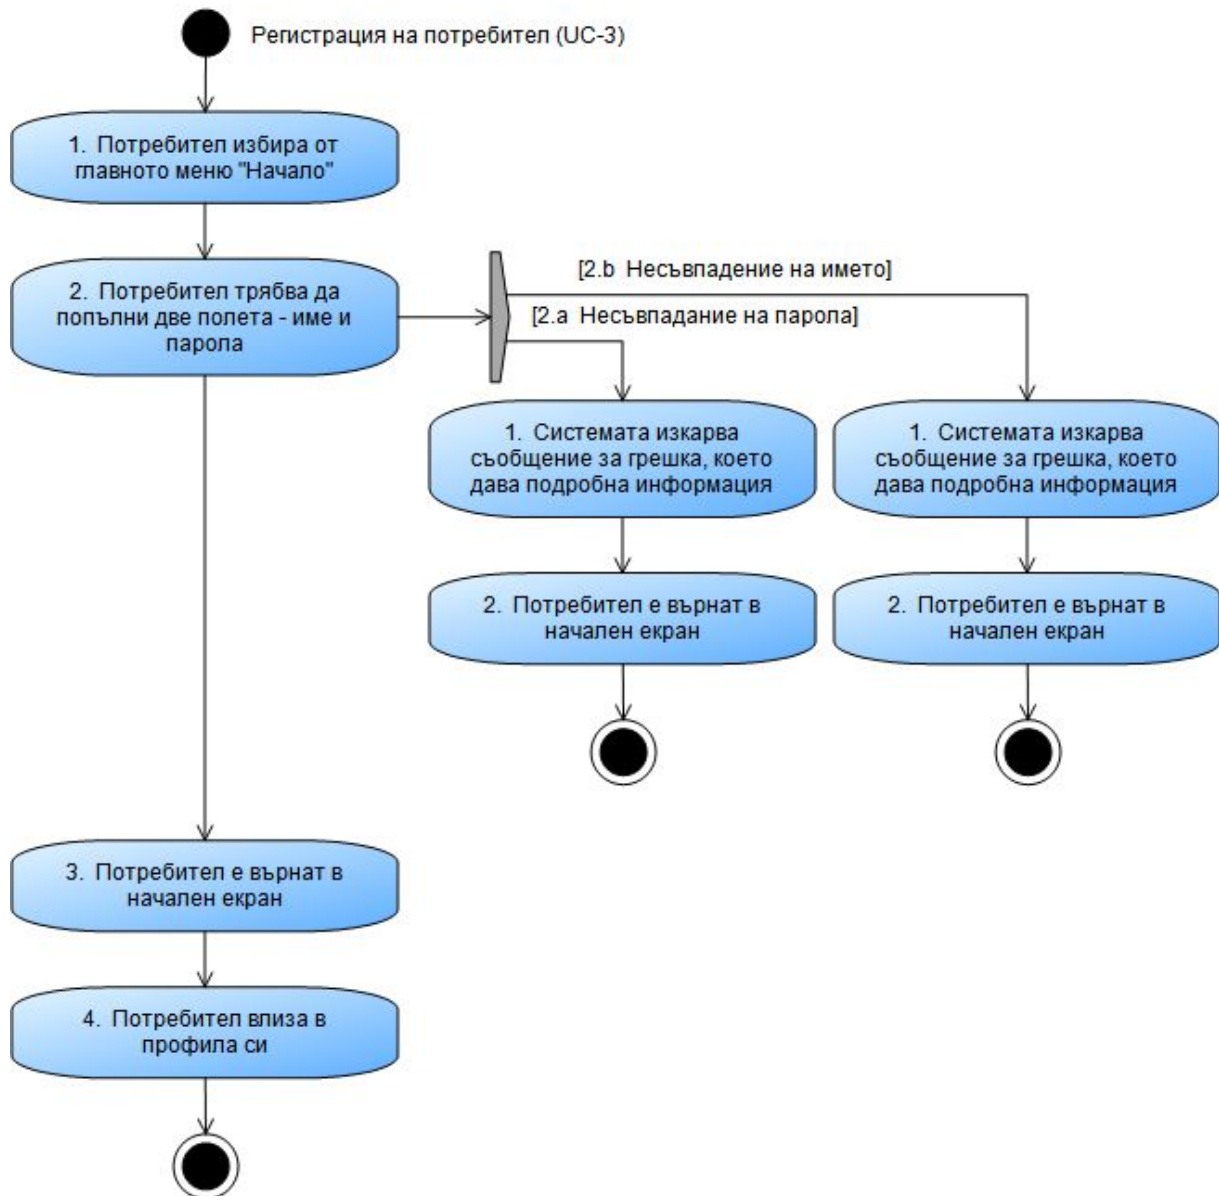 Регистрация на потребител (UC-3)
1. Потребител избира от
главното меню "Начало"
2. Потребител трябва да
попълни две полета - име и
парола
[2.b Несъвпадение на името]
[2.a Несъвпадание на парола]
1. Системата изкарва
съобщение за грешка, което
дава подробна информация
2. Потребител е върнат в
начален екран
1. Системата изкарва
съобщение за грешка, което
дава подробна информация
2. Потребител е върнат в
начален екран
3. Потребител е върнат в
начален екран
4. Потребител влиза в
профила си